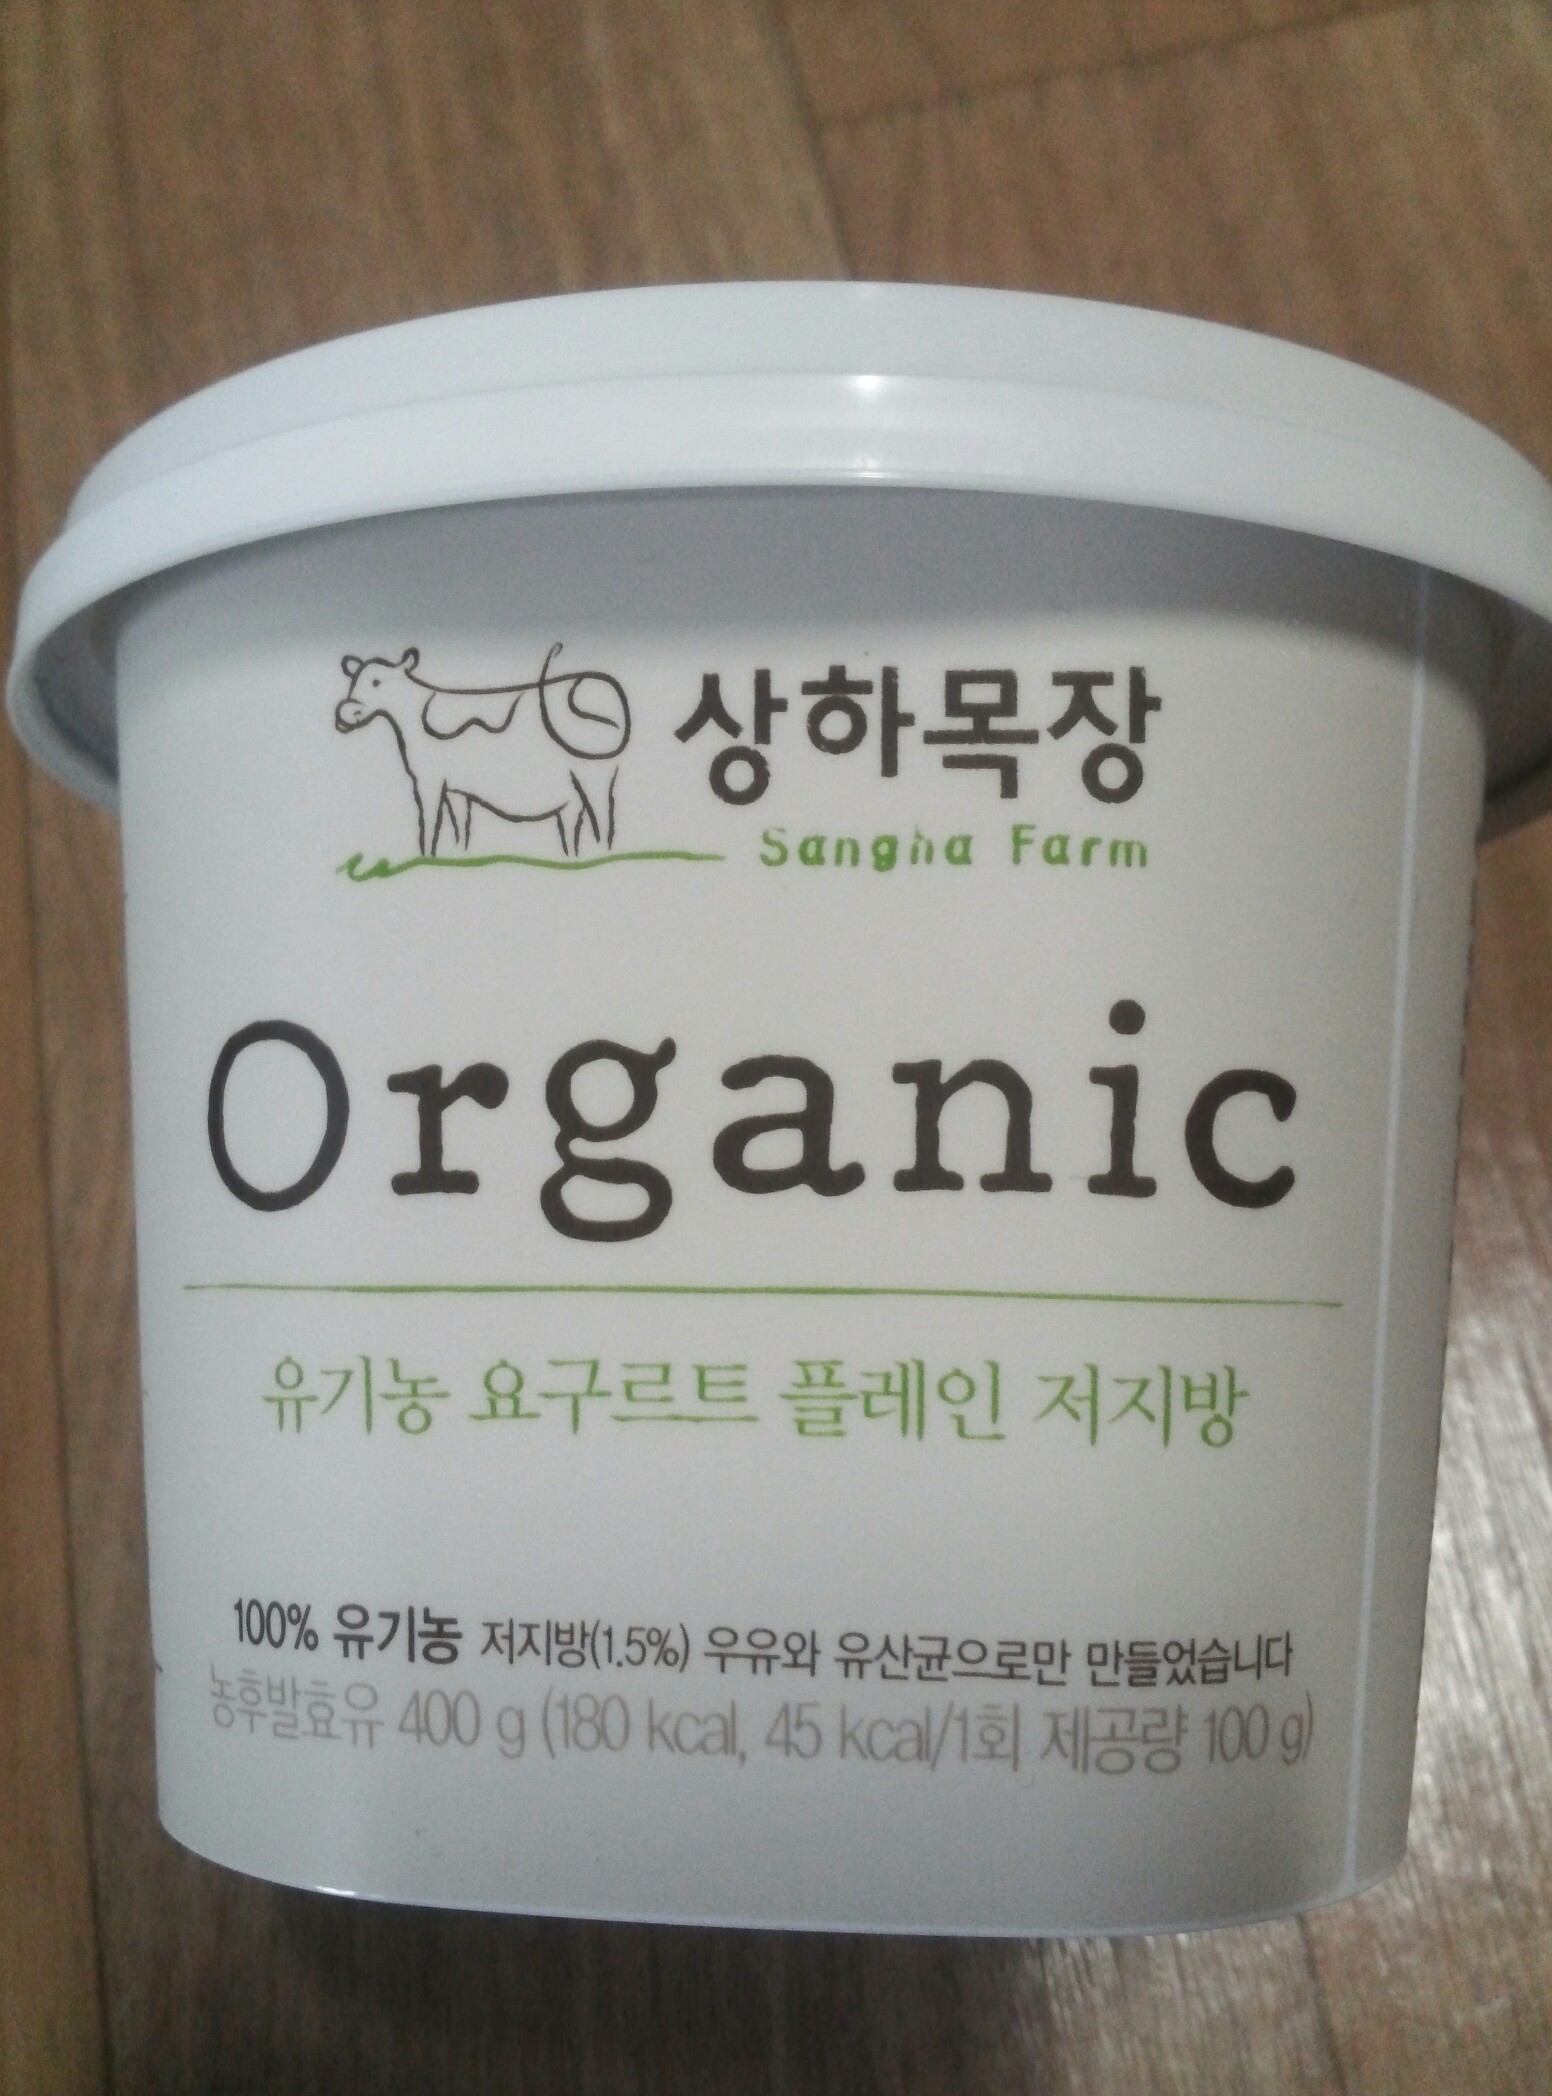 상하목장
Sangha Farm
Organic
유기농 요구르트 플레인 저지방
100% 유기농 저지방(1.5%) 우유와 유산균으로만 만들었습니다
농후발효유 400 g (180 kcal, 45 kcal/1회 제공량 100 g)